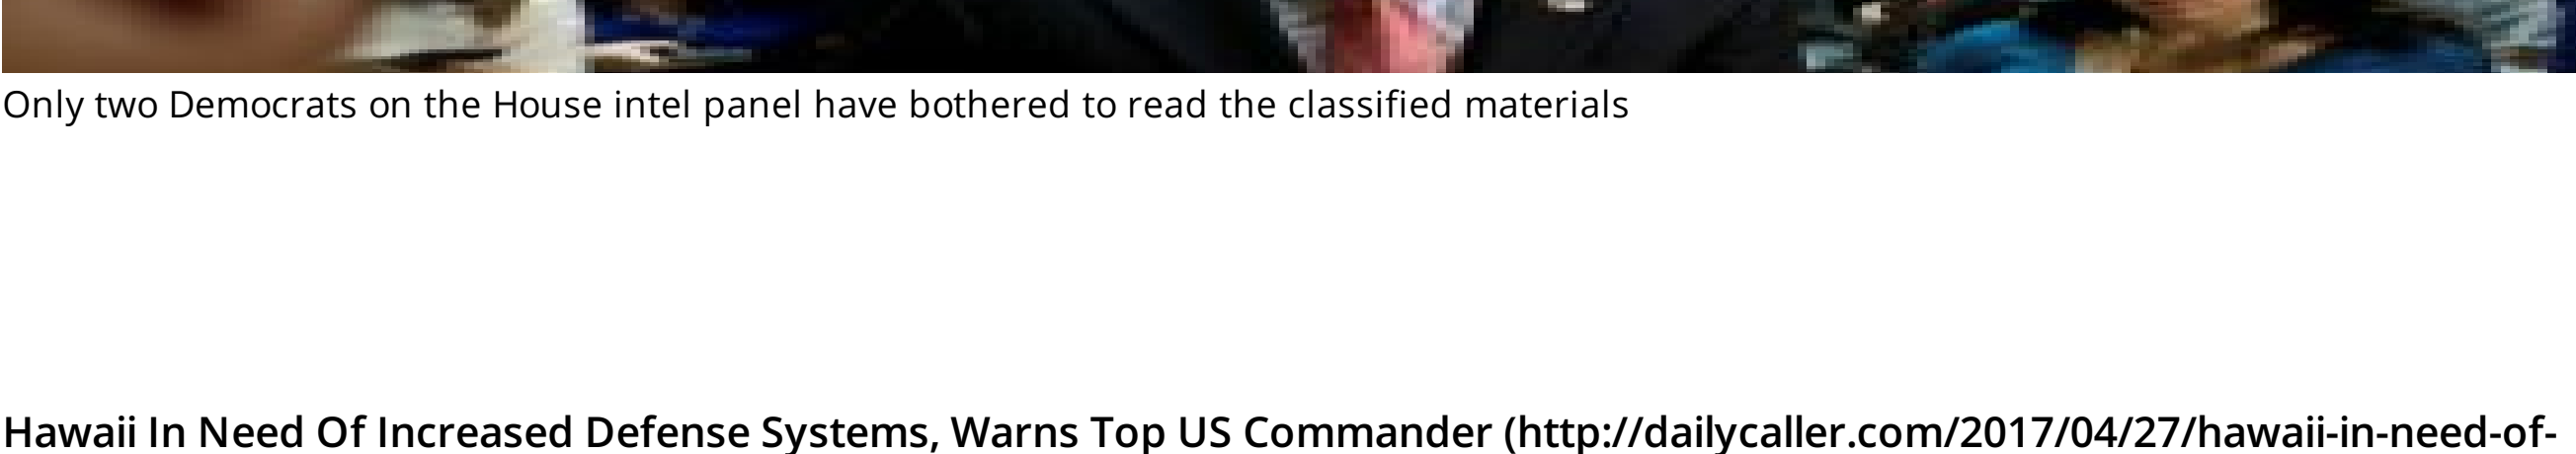 Only two Democrats on the House intel panel have bothered to read the classified materials
Hawaii In Need Of Increased Defense Systems, Warns Top US Commander (http://dailycaller.com/2017/04/27/hawaii-in-need-of-